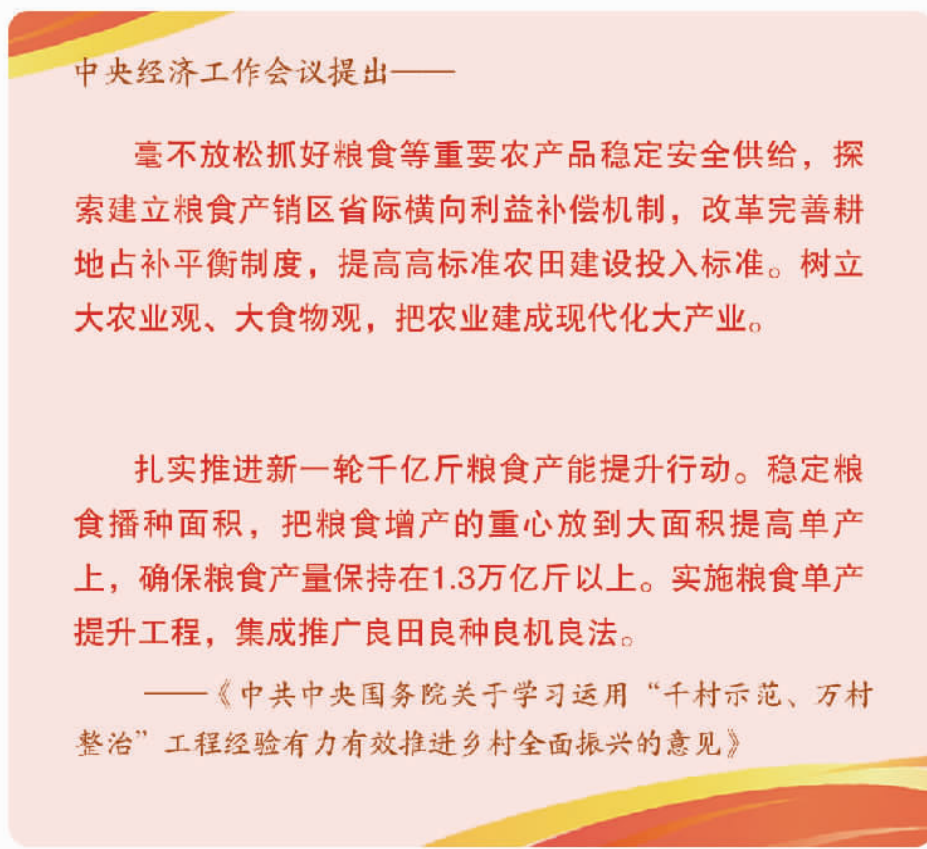 中央经济工作会议提出——
毫不放松抓好粮食等重要农产品稳定安全供给，探
索建立粮食产销区省际横向利益补偿机制，改革完善耕
地占补平衡制度，提高高标准农田建设投入标准。树立
大农业观、大食物观，把农业建成现代化大产业。
扎实推进新一轮千亿斤粮食产能提升行动。稳定粮
食播种面积，把粮食增产的重心放到大面积提高单产
上，确保粮食产量保持在1.3万亿斤以上。实施粮食单产
提升工程，集成推广良田良种良机良法。
——《中共中央国务院关于学习运用“千村示范、万村
整治”工程经验有力有效推进乡村全面振兴的意见》